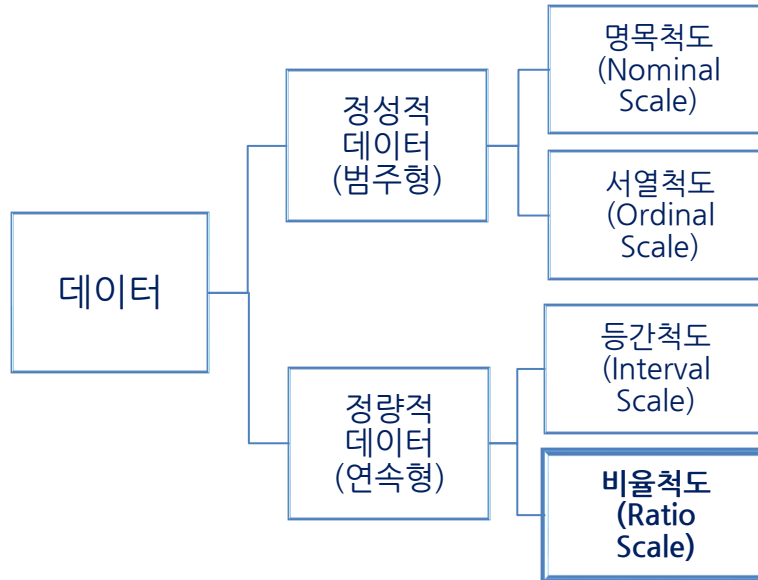 데이터
정성적
데이터
(범주형)
명목척도
(Nominal
Scale)
서열척도
(Ordinal
Scale)
정량적
데이터
(연속형)
등간척도
(Interval
Scale)
비율척도
(Ratio
Scale)